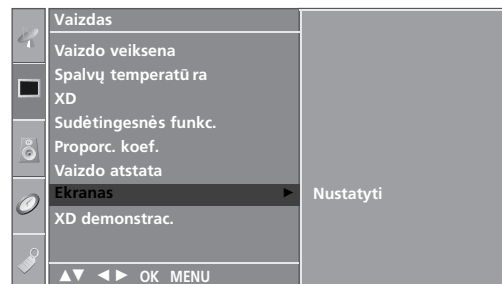 Vaizdas
Vaizdo veiksena
Spalvų temperatū ra
XD
Sudėtingesnės funkc.
Proporc. koef.
Vaizdo atstata
Ekranas ► Nustatyti
XD demonstrac.
▲▼ ◄► OK MENU